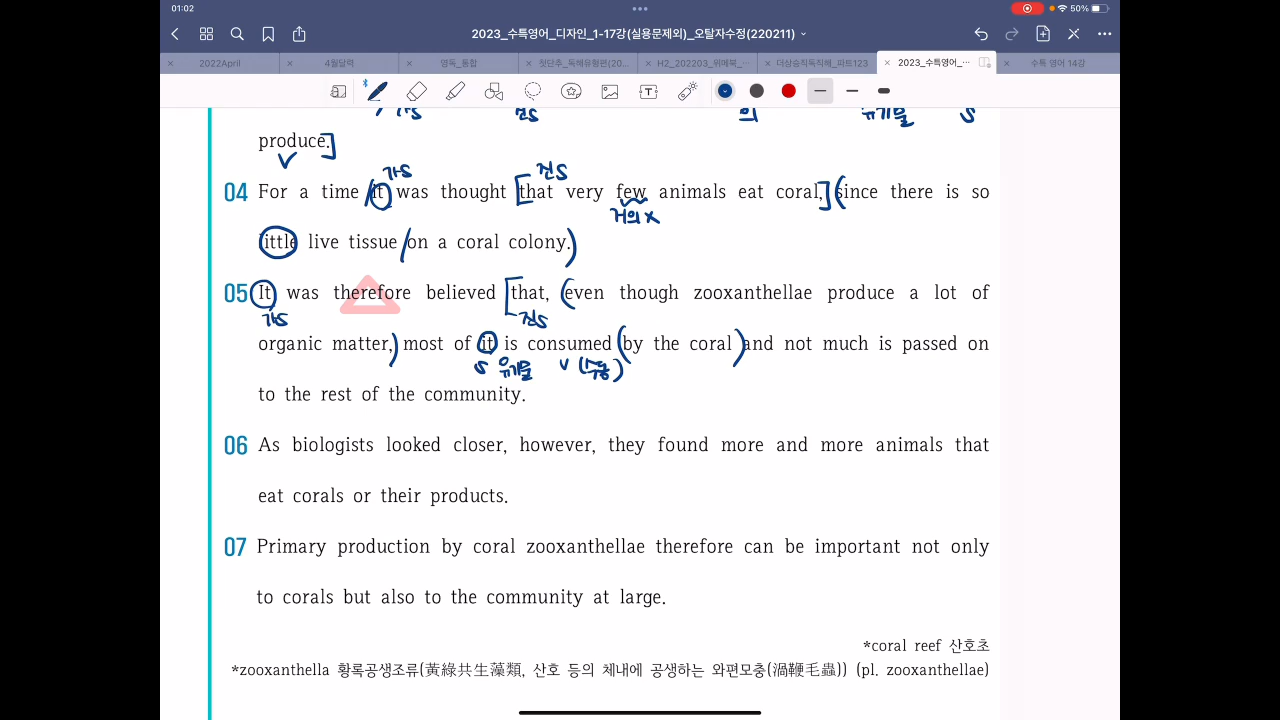 01:02
50%
2023_수특영어_디자인_1-17강(실용문제외)_오탈자수정(220211)
2022April
4월달력
영독_통합
첫단추_독해유형편(20...
H2_202203_위메북_...
더상승직독직해_파트123
2023_수특영어_...
수특 영어 14강
가S 진S 의 유기물 S
produce.]
V
가S 진S
04 For a time it was thought [that very few animals eat coral,] (since there is so
거의 x
little live tissue / on a coral colony.)
05 It was therefore believed [that, (even though zooxanthellae produce a lot of
가S 진S
organic matter,) most of it is consumed (by the coral) and not much is passed on
S 유기물 V (수동)
to the rest of the community.
06 As biologists looked closer, however, they found more and more animals that
eat corals or their products.
07 Primary production by coral zooxanthellae therefore can be important not only
to corals but also to the community at large.
*coral reef 산호초
*zooxanthella 황록공생조류(黃綠共生藻類, 산호 등의 체내에 공생하는 와편모충(渦鞭毛蟲)) (pl. zooxanthellae)